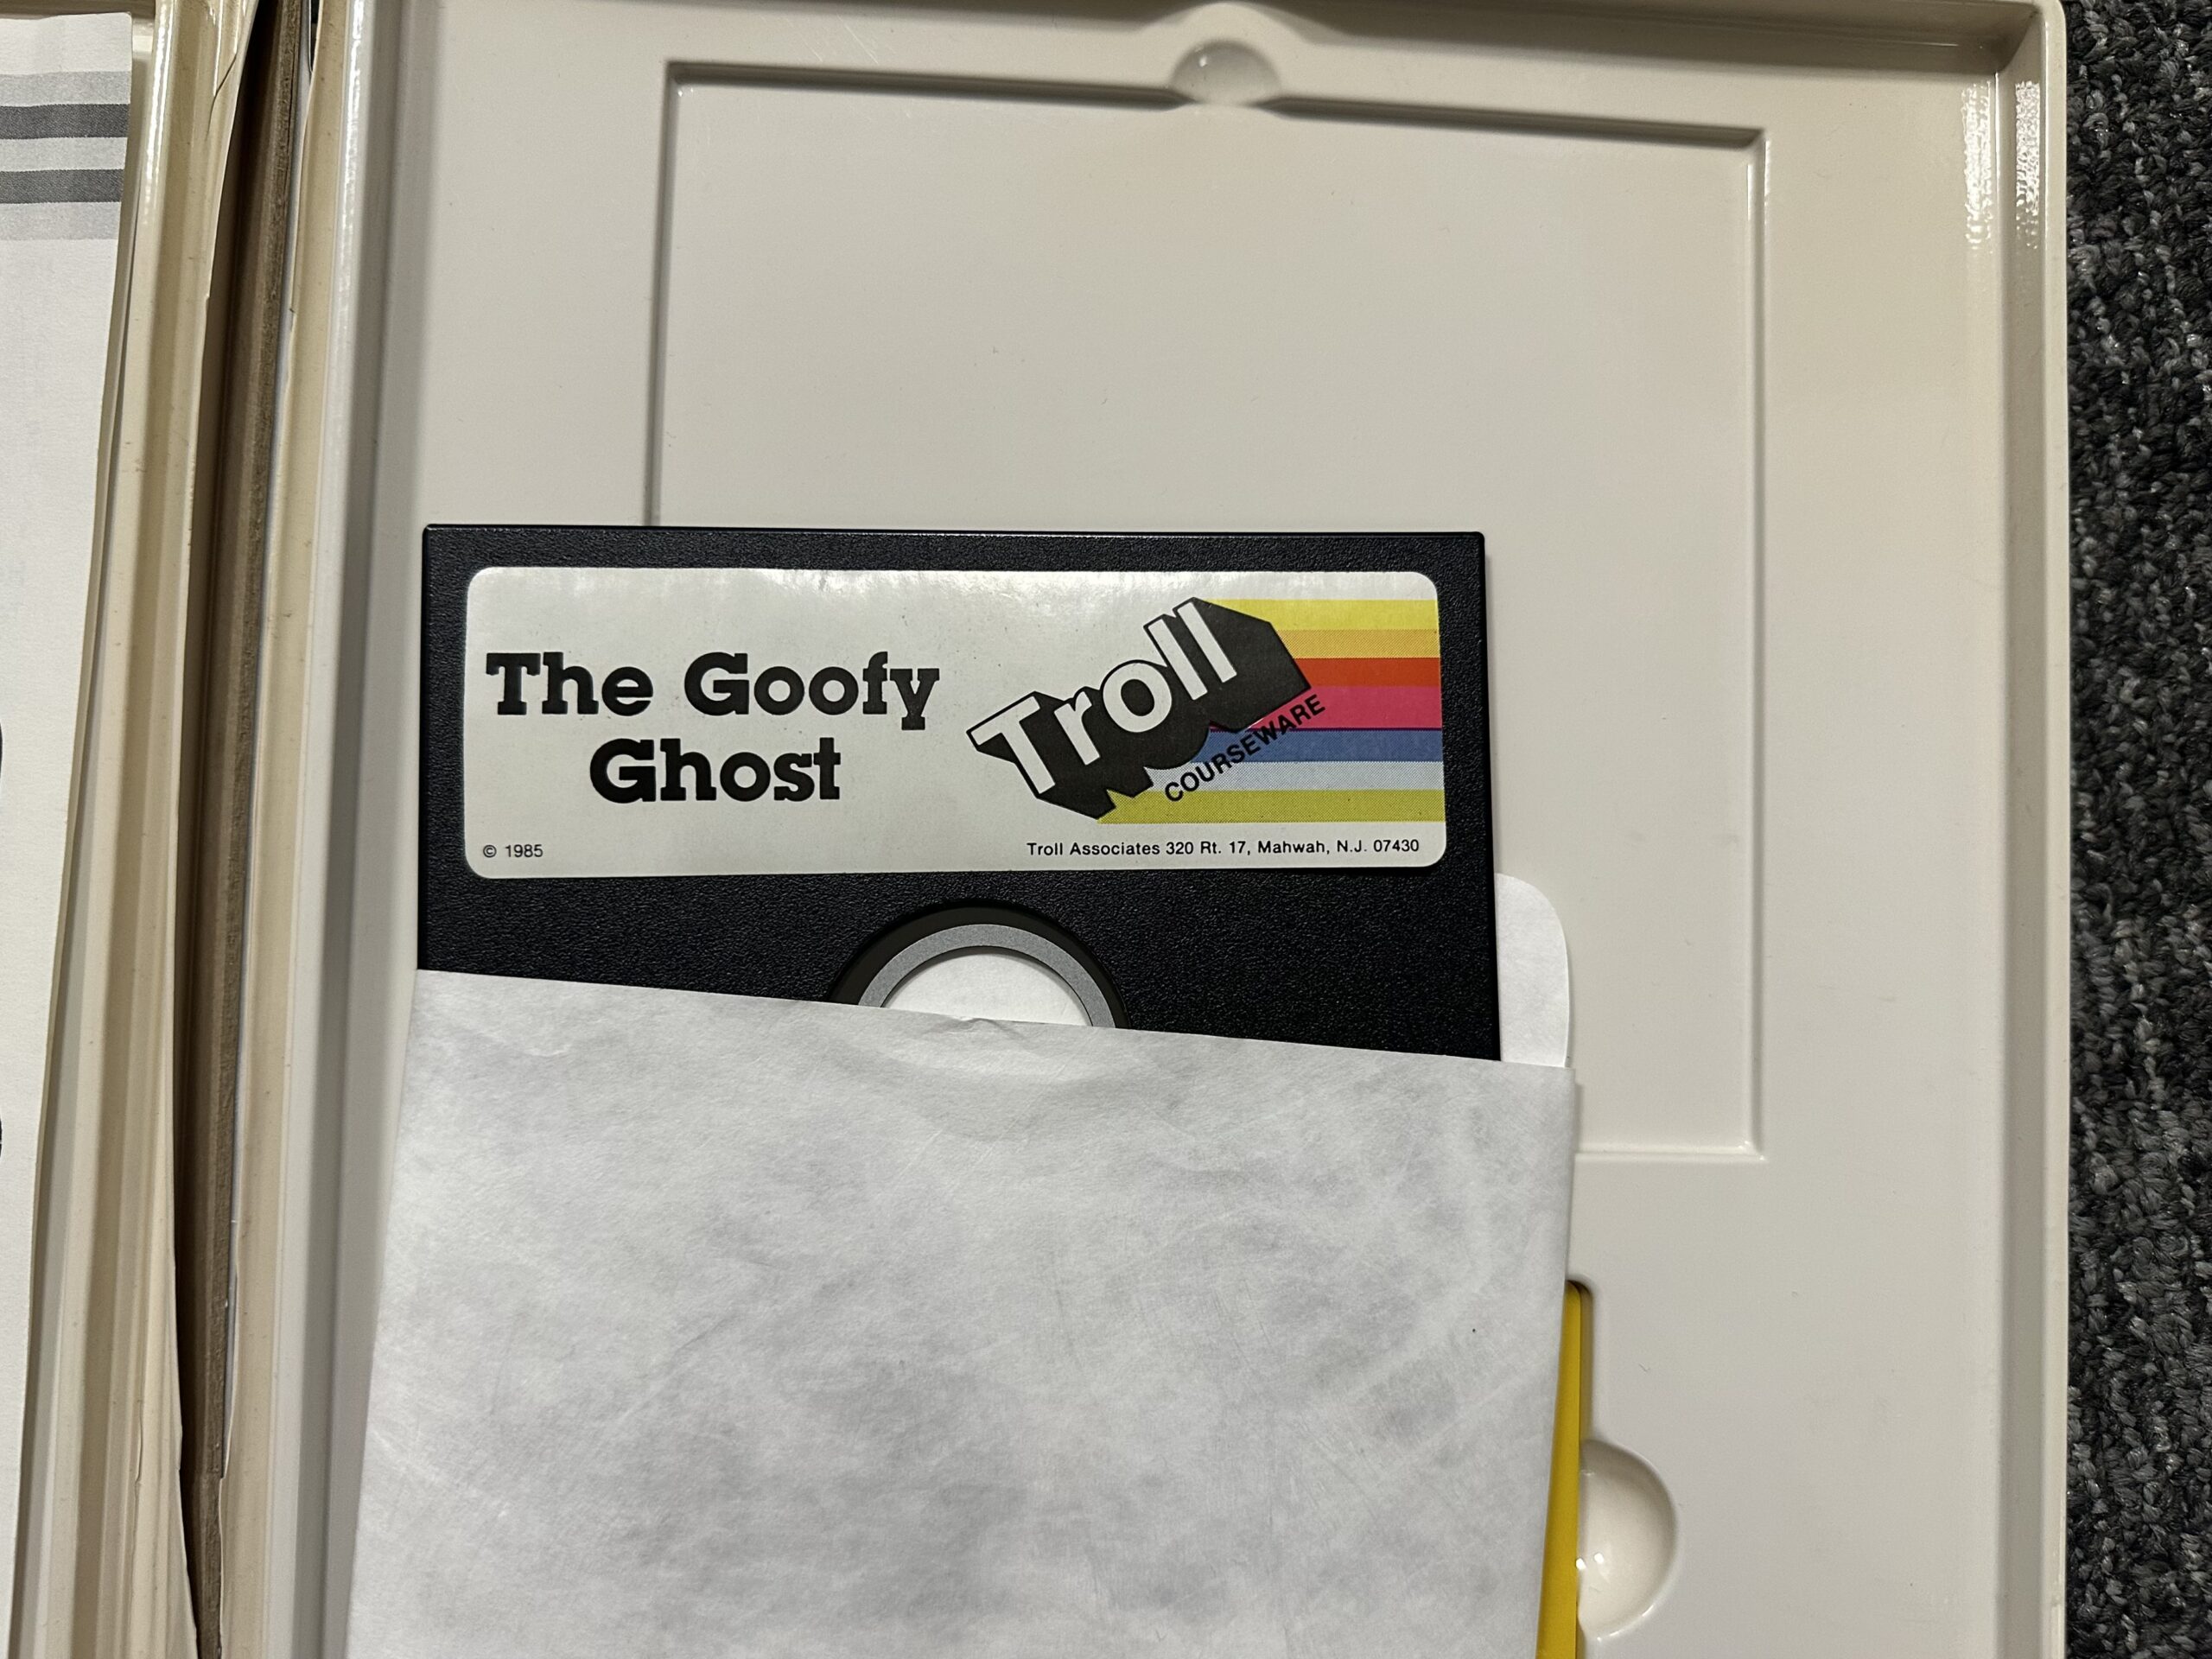 The Goofy
Ghost
Troll
COURSEWARE
© 1985
Troll Associates 320 Rt. 17, Mahwah, N.J. 07430